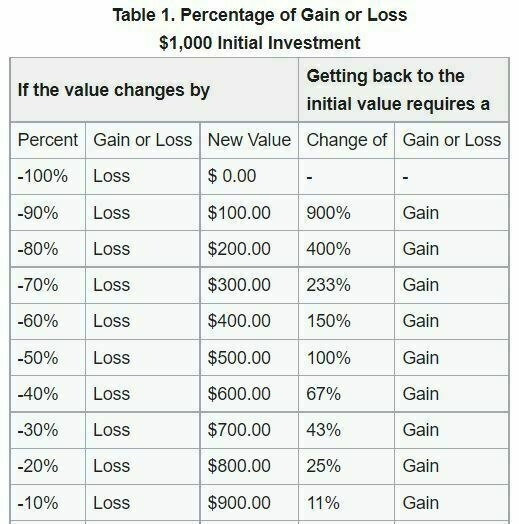 Table 1. Percentage of Gain or Loss
$1,000 Initial Investment
If the value changes by
Getting back to the
initial value requires a
Percent Gain or Loss New Value Change of Gain or Loss
-100% Loss $ 0.00 - -
-90% Loss $100.00 900% Gain
-80% Loss $200.00 400% Gain
-70% Loss $300.00 233% Gain
-60% Loss $400.00 150% Gain
-50% Loss $500.00 100% Gain
-40% Loss $600.00 67% Gain
-30% Loss $700.00 43% Gain
-20% Loss $800.00 25% Gain
-10% Loss $900.00 11% Gain